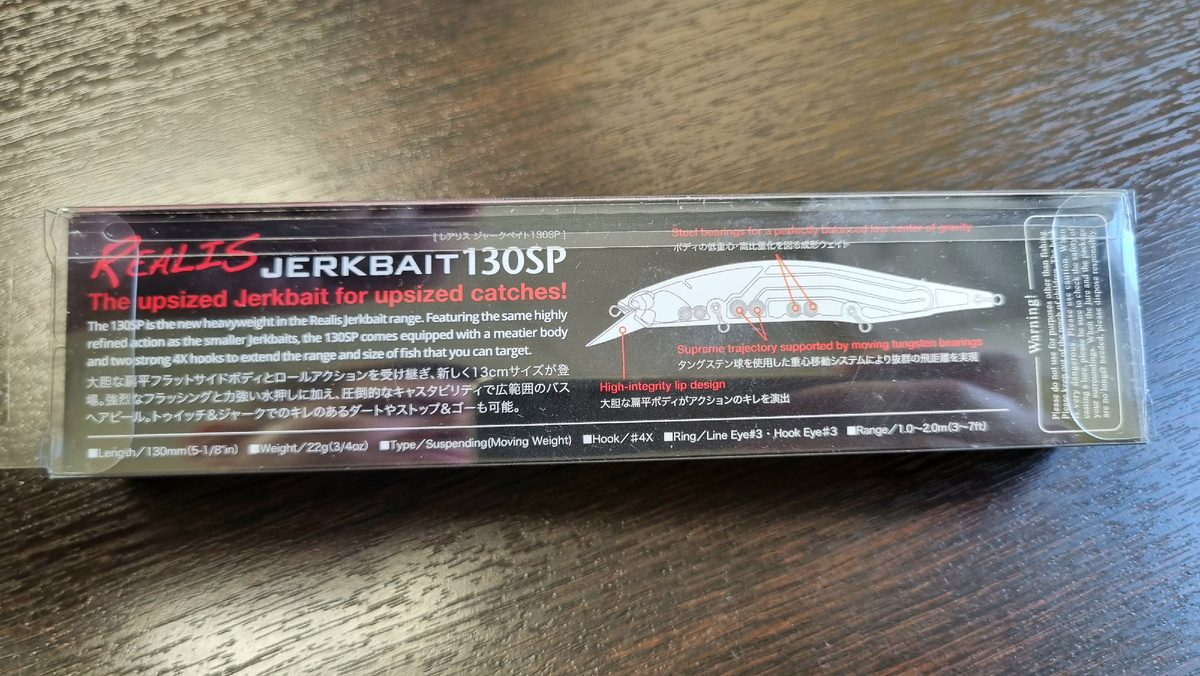 [レアリス ジャークベイト130SP]
REALIS JERKBAIT 130SP
The upsized Jerkbait for upsized catches!
The 130SP is the new heavyweight in the Realis Jerkbait range. Featuring the same highly
refined action as the smaller Jerkbaits, the 130SP comes equipped with a meatier body
and two strong 4X hooks to extend the range and size of fish that you can target.
大胆な扁平フラットサイドボディとロールアクションを受け継ぎ、新しく13cmサイズが登
場。強烈なフラッシングと力強い水押しに加え、圧倒的なキャスタビリティで広範囲のバス
へアピール。トゥイッチ&ジャークでのキレのあるダートやストップ&ゴーも可能。
Steel bearings for a perfectly balanced low center of gravity
ボディの低重心・高比重化を図る成形ウェイト
Supreme trajectory supported by moving tungsten bearings
タングステン球を使用した重心移動システムにより抜群の飛距離を実現
High-integrity lip design
大胆な扁平ボディがアクションのキレを演出
■Length/130mm(5-1/8"in) ■Weight/22g(3/4oz) ■Type/Suspending(Moving Weight) ■Hook/#4X ■Ring/Line Eye#3・Hook Eye#3 ■Range/1.0〜2.0m(3〜7ft)
Warning!
Please do not use for purposes other than fishing.